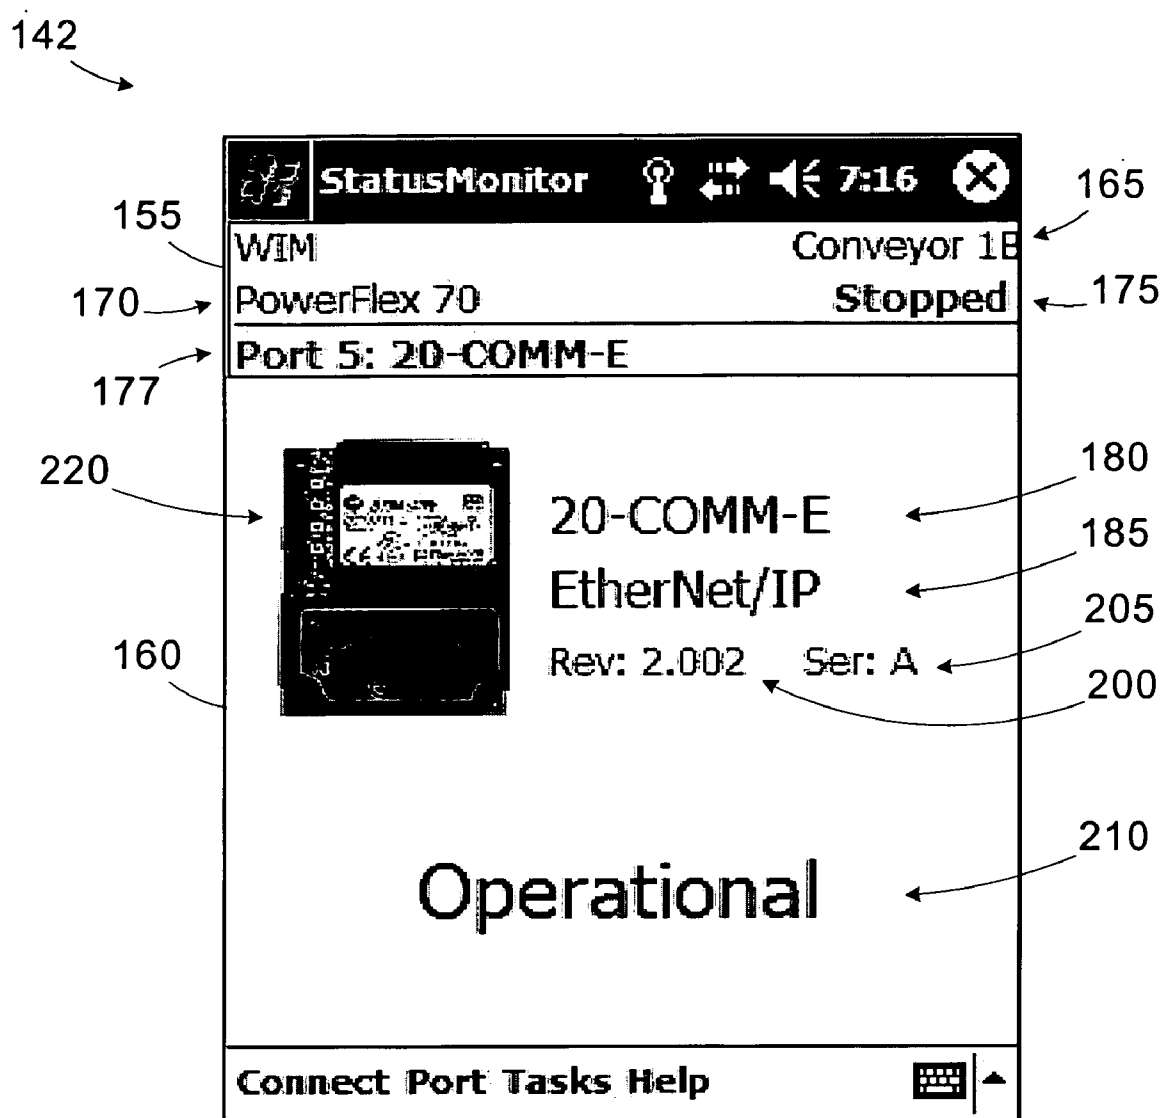 142
StatusMonitor 7:16
165
155
WIM Conveyor 1B
170 PowerFlex 70 Stopped 175
177 Port 5: 20-COMM-E
220
20-COMM-E 180
EtherNet/IP 185
Rev: 2.002 Ser: A 205
160
200
Operational 210
Connect Port Tasks Help